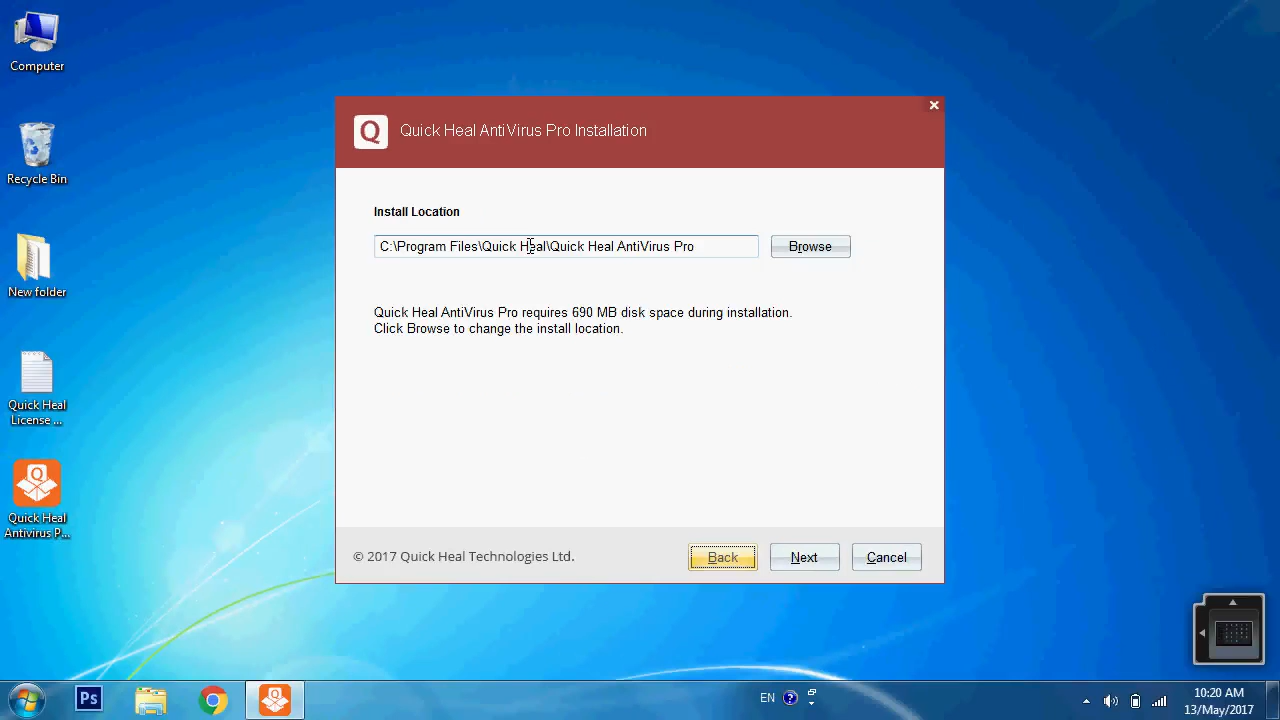 Computer
Recycle Bin
New folder
Quick Heal
License ...
Q
Quick Heal
Antivirus P...
Q
Quick Heal AntiVirus Pro Installation
Install Location
C:\Program Files\Quick Heal\Quick Heal AntiVirus Pro
Browse
Quick Heal AntiVirus Pro requires 690 MB disk space during installation.
Click Browse to change the install location.
© 2017 Quick Heal Technologies Ltd.
Back
Next
Cancel
Ps
Q
EN
?
10:20 AM
13/May/2017